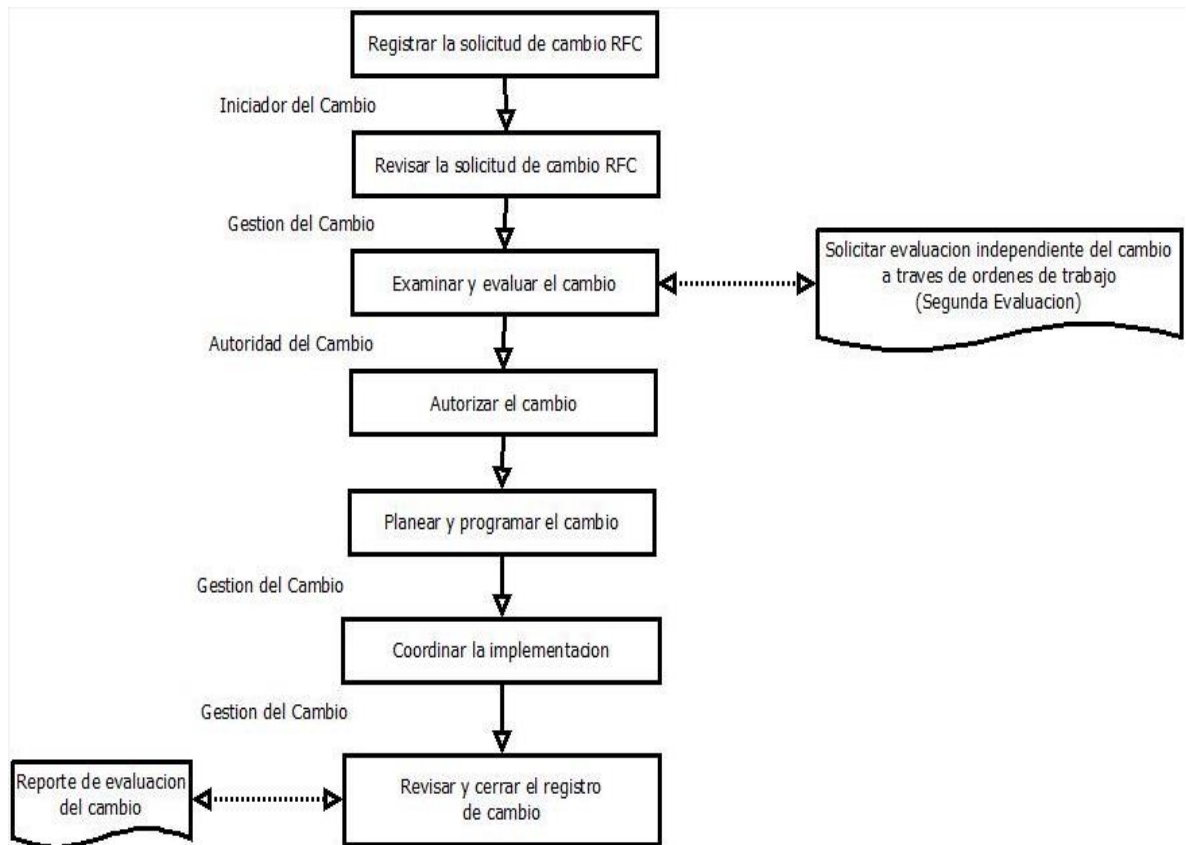 Registrar la solicitud de cambio RFC
Iniciador del Cambio
Revisar la solicitud de cambio RFC
Gestion del Cambio
Examinar y evaluar el cambio
Solicitar evaluacion independiente del cambio
a traves de ordenes de trabajo
(Segunda Evaluacion)
Autoridad del Cambio
Autorizar el cambio
Planear y programar el cambio
Gestion del Cambio
Coordinar la implementacion
Gestion del Cambio
Reporte de evaluacion
del cambio
Revisar y cerrar el registro
de cambio